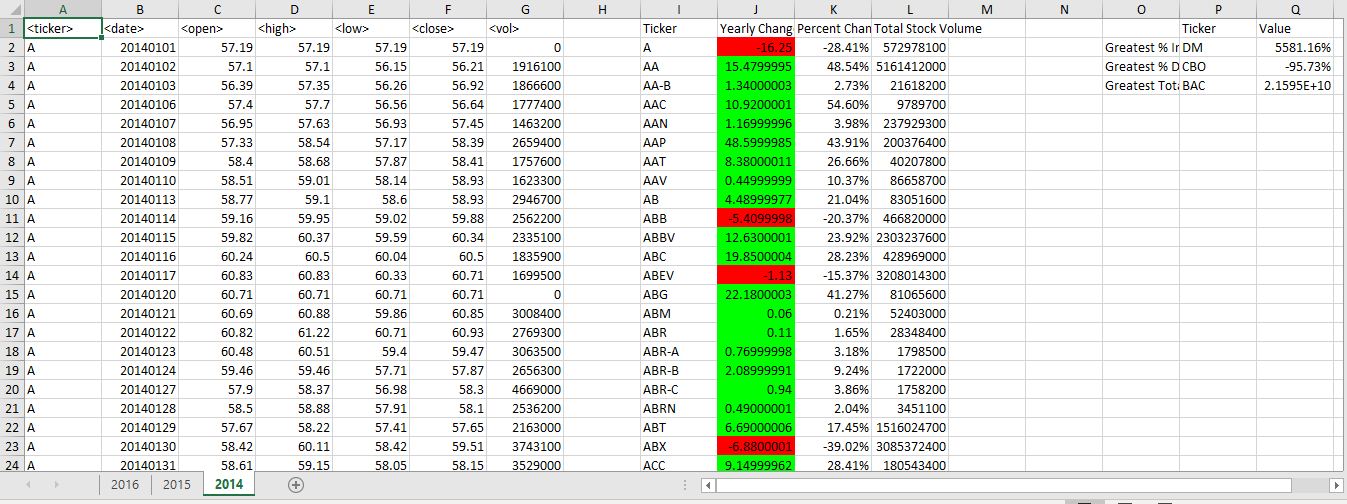 A B C D E F G H I J K L M N O P Q
1 <ticker> <date> <open> <high> <low> <close> <vol> Ticker Yearly Chang Percent Chan Total Stock Volume Ticker Value
2 A 20140101 57.19 57.19 57.19 57.19 0 A -16.25 -28.41% 572978100 Greatest % In DM 5581.16%
3 A 20140102 57.1 57.1 56.15 56.21 1916100 AA 15.4799995 48.54% 5161412000 Greatest % D CBO -95.73%
4 A 20140103 56.39 57.35 56.26 56.92 1866600 AA-B 1.34000003 2.73% 21618200 Greatest Tota BAC 2.1595E+10
5 A 20140106 57.4 57.7 56.56 56.64 1777400 AAC 10.9200001 54.60% 9789700
6 A 20140107 56.95 57.63 56.93 57.45 1463200 AAN 1.16999996 3.98% 237929300
7 A 20140108 57.33 58.54 57.17 58.39 2659400 AAP 48.5999985 43.91% 200376400
8 A 20140109 58.4 58.68 57.87 58.41 1757600 AAT 8.38000011 26.66% 40207800
9 A 20140110 58.51 59.01 58.14 58.93 1623300 AAV 0.44999999 10.37% 86658700
10 A 20140113 58.77 59.1 58.6 58.93 2946700 AB 4.48999977 21.04% 83051600
11 A 20140114 59.16 59.95 59.02 59.88 2562200 ABB -5.4099998 -20.37% 466820000
12 A 20140115 59.82 60.37 59.59 60.34 2335100 ABBV 12.6300001 23.92% 2303237600
13 A 20140116 60.24 60.5 60.04 60.5 1835900 ABC 19.8500004 28.23% 428969000
14 A 20140117 60.83 60.83 60.33 60.71 1699500 ABEV -1.13 -15.37% 3208014300
15 A 20140120 60.71 60.71 60.71 60.71 0 ABG 22.1800003 41.27% 81065600
16 A 20140121 60.69 60.88 59.86 60.85 3008400 ABM 0.06 0.21% 52403000
17 A 20140122 60.82 61.22 60.71 60.93 2769300 ABR 0.11 1.65% 28348400
18 A 20140123 60.48 60.51 59.4 59.47 3063500 ABR-A 0.76999998 3.18% 1798500
19 A 20140124 59.46 59.46 57.71 57.87 2656300 ABR-B 2.08999991 9.24% 1722000
20 A 20140127 57.9 58.37 56.98 58.3 4669000 ABR-C 0.94 3.86% 1758200
21 A 20140128 58.5 58.88 57.91 58.1 2536200 ABRN 0.49000001 2.04% 3451100
22 A 20140129 57.67 58.22 57.41 57.65 2163000 ABT 6.69000006 17.45% 1516024700
23 A 20140130 58.42 60.11 58.42 59.51 3743100 ABX -6.8800001 -39.02% 3085372400
24 A 20140131 58.61 59.15 58.05 58.15 3529000 ACC 9.14999962 28.41% 180543400
2016 2015 2014